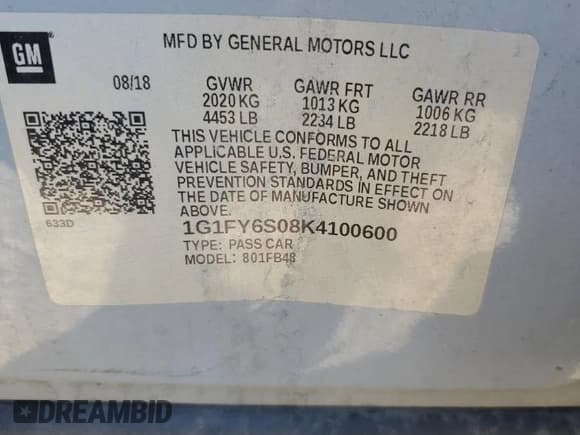 GM
MFD BY GENERAL MOTORS LLC
08/18 GVWR GAWR FRT GAWR RR
2020 KG 1013 KG 1006 KG
4453 LB 2234 LB 2218 LB
THIS VEHICLE CONFORMS TO ALL
APPLICABLE U.S. FEDERAL MOTOR
VEHICLE SAFETY, BUMPER, AND THEFT
PREVENTION STANDARDS IN EFFECT ON
THE DATE OF MANUFACTURE SHOWN
ABOVE.
633D
1G1FY6S08K4100600
TYPE: PASS CAR
MODEL: 801FB48
DREAMBID